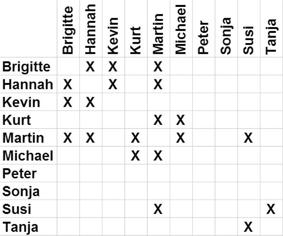 Brigitte Hannah Kevin Kurt Martin Michael Peter Sonja Susi Tanja
Brigitte X X X
Hannah X X X
Kevin X X
Kurt X X
Martin X X X X X
Michael X X
Peter
Sonja
Susi X X
Tanja X